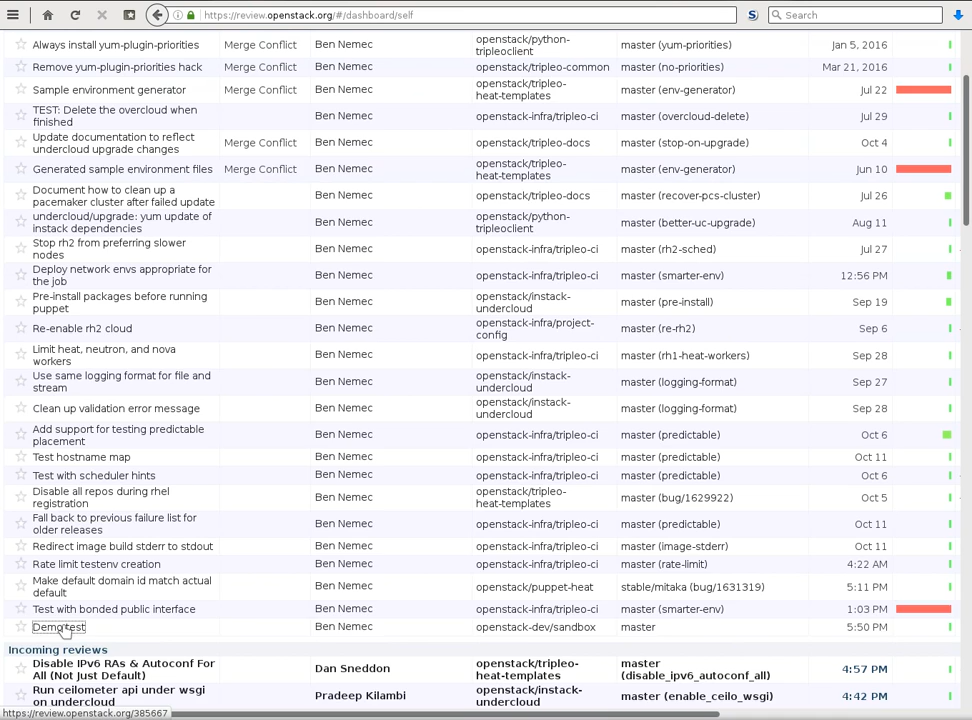 https://review.openstack.org/#/dashboard/self
S
Search
Always install yum-plugin-priorities Merge Conflict Ben Nemec openstack/python-tripleoclient master (yum-priorities) Jan 5, 2016
Remove yum-plugin-priorities hack Merge Conflict Ben Nemec openstack/tripleo-common master (no-priorities) Mar 21, 2016
Sample environment generator Merge Conflict Ben Nemec openstack/tripleo-heat-templates master (env-generator) Jul 22
TEST: Delete the overcloud when finished Ben Nemec openstack-infra/tripleo-ci master (overcloud-delete) Jul 29
Update documentation to reflect undercloud upgrade changes Merge Conflict Ben Nemec openstack/tripleo-docs master (stop-on-upgrade) Oct 4
Generated sample environment files Merge Conflict Ben Nemec openstack/tripleo-heat-templates master (env-generator) Jun 10
Document how to clean up a pacemaker cluster after failed update Ben Nemec openstack/tripleo-docs master (recover-pcs-cluster) Jul 26
undercloud/upgrade: yum update of instack dependencies Ben Nemec openstack/python-tripleoclient master (better-uc-upgrade) Aug 11
Stop rh2 from preferring slower nodes Ben Nemec openstack-infra/tripleo-ci master (rh2-sched) Jul 27
Deploy network envs appropriate for the job Ben Nemec openstack-infra/tripleo-ci master (smarter-env) 12:56 PM
Pre-install packages before running puppet Ben Nemec openstack/instack-undercloud master (pre-install) Sep 19
Re-enable rh2 cloud Ben Nemec openstack-infra/project-config master (re-rh2) Sep 6
Limit heat, neutron, and nova workers Ben Nemec openstack-infra/tripleo-ci master (rh1-heat-workers) Sep 28
Use same logging format for file and stream Ben Nemec openstack/instack-undercloud master (logging-format) Sep 27
Clean up validation error message Ben Nemec openstack/instack-undercloud master (logging-format) Sep 28
Add support for testing predictable placement Ben Nemec openstack-infra/tripleo-ci master (predictable) Oct 6
Test hostname map Ben Nemec openstack-infra/tripleo-ci master (predictable) Oct 11
Test with scheduler hints Ben Nemec openstack-infra/tripleo-ci master (predictable) Oct 6
Disable all repos during rhel registration Ben Nemec openstack/tripleo-heat-templates master (bug/1629922) Oct 5
Fall back to previous failure list for older releases Ben Nemec openstack-infra/tripleo-ci master (predictable) Oct 11
Redirect image build stderr to stdout Ben Nemec openstack-infra/tripleo-ci master (image-stderr) Oct 11
Rate limit testenv creation Ben Nemec openstack-infra/tripleo-ci master (rate-limit) 4:22 AM
Make default domain id match actual default Ben Nemec openstack/puppet-heat stable/mitaka (bug/1631319) 5:11 PM
Test with bonded public interface Ben Nemec openstack-infra/tripleo-ci master (smarter-env) 1:03 PM
Demo test Ben Nemec openstack-dev/sandbox master 5:50 PM
Incoming reviews
Disable IPv6 RAs & Autoconf For All (Not Just Default) Dan Sneddon openstack/tripleo-heat-templates master (disable_ipv6_autoconf_all) 4:57 PM
Run ceilometer api under wsgi on undercloud Pradeep Kilambi openstack/instack-undercloud master (enable_ceilo_wsgi) 4:42 PM
https://review.openstack.org/385667